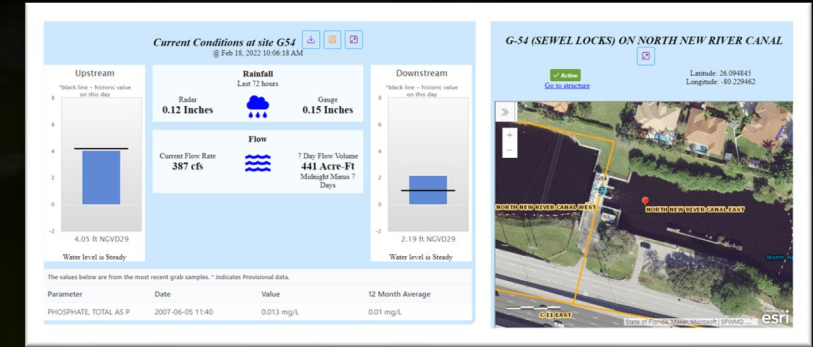 Current Conditions at site G54
@ Feb 18, 2022 10:06:18 AM
Upstream
*black line – historic value
on this day
8
6
4
2
0
-2
4.05 ft NGVD29
Water level is Steady
Rainfall
Last 72 hours
Radar
0.12 Inches
Gauge
0.15 Inches
Flow
Current Flow Rate
387 cfs
7 Day Flow Volume
441 Acre-Ft
Midnight Minus 7
Days
Downstream
*black line – historic value
on this day
8
6
4
2
0
-2
2.19 ft NGVD29
Water level is Steady
The values below are from the most recent grab samples. * indicates Provisional data.
Parameter Date Value 12 Month Average
PHOSPHATE, TOTAL AS P 2007-06-05 11:40 0.013 mg/L 0.01 mg/L
G-54 (SEWEL LOCKS) ON NORTH NEW RIVER CANAL
✓ Active
Go to structure
Latitude: 26.094845
Longitude: -80.229462
»
+
−
NORTH NEW RIVER CANAL WEST
NORTH NEW RIVER CANAL EAST
C-11 EAST
State of Florida, Maxar, Microsoft | SFWMD ...
esri